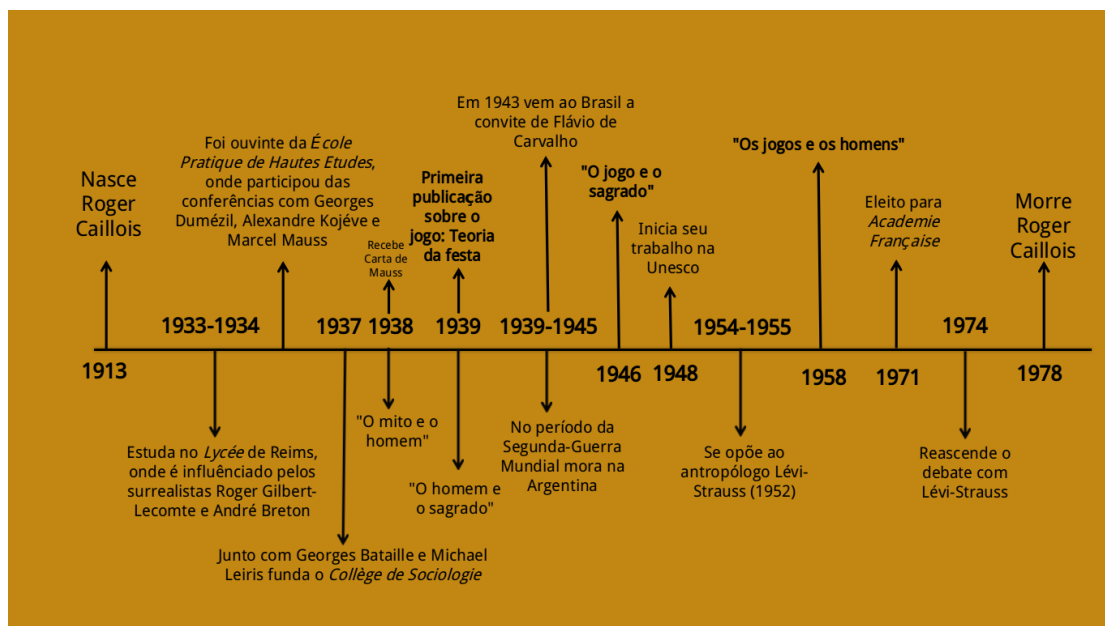 Nasce
Roger
Caillois
1913
1933-1934
Estuda no Lycée de Reims,
onde é influênciado pelos
surrealistas Roger Gilbert-
Lecomte e André Breton
Foi ouvinte da École
Pratique de Hautes Etudes,
onde participou das
conferências com Georges
Dumézil, Alexandre Kojéve e
Marcel Mauss
1937
Junto com Georges Bataille e Michael
Leiris funda o Collège de Sociologie
Recebe
Carta de
Mauss
1938
"O mito e o
homem"
Primeira
publicação
sobre o
jogo: Teoria
da festa
1939
"O homem e
o sagrado"
Em 1943 vem ao Brasil a
convite de Flávio de
Carvalho
1939-1945
No período da
Segunda-Guerra
Mundial mora na
Argentina
"O jogo e o
sagrado"
1946
Inicia seu
trabalho na
Unesco
1948
1954-1955
Se opõe ao
antropólogo Lévi-
Strauss (1952)
"Os jogos e os homens"
1958
Eleito para
Academie
Française
1971
1974
Reascende o
debate com
Lévi-Strauss
Morre
Roger
Caillois
1978